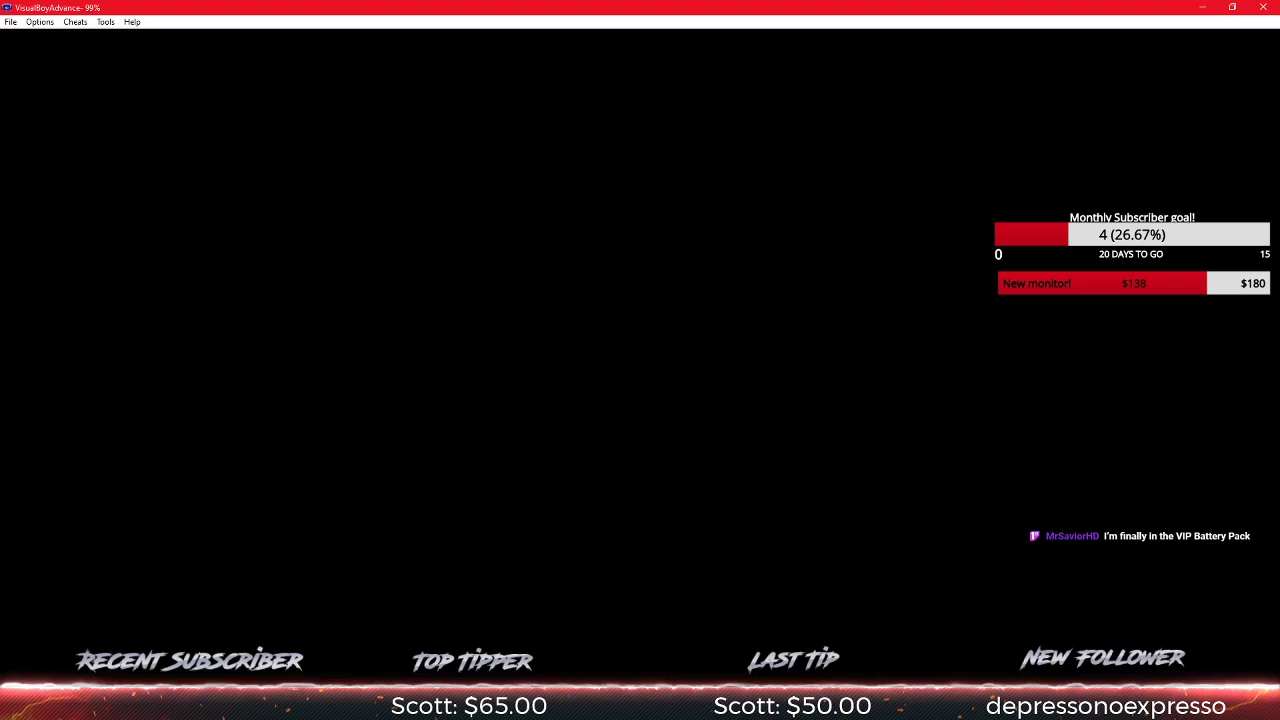 VisualBoyAdvance- 99%
File Options Cheats Tools Help
Monthly Subscriber goal!
4 (26.67%)
0 20 DAYS TO GO 15
New monitor! $138 $180
MrSaviorHD I'm finally in the VIP Battery Pack
RECENT SUBSCRIBER TOP TIPPER LAST TIP NEW FOLLOWER
Scott: $65.00 Scott: $50.00 depressonoexpresso